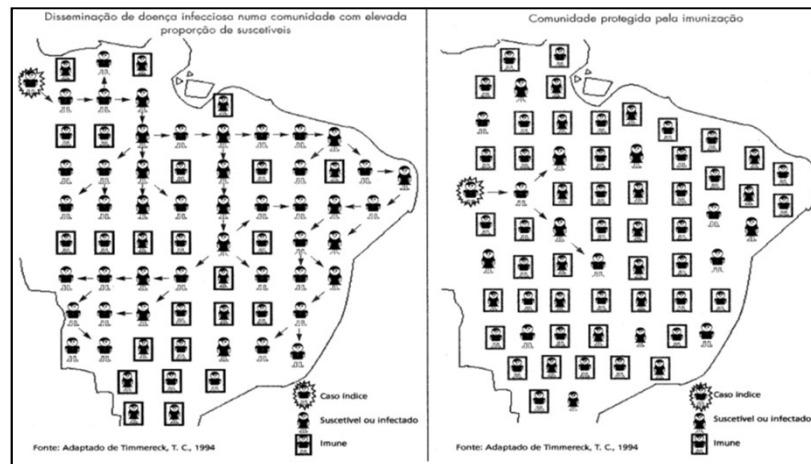 Disseminação de doença infecciosa numa comunidade com elevada
proporção de suscetíveis
Caso índice
Suscetível ou infectado
Imune
Fonte: Adaptado de Timmereck, T. C., 1994
Comunidade protegida pela imunização
Caso índice
Suscetível ou infectado
Imune
Fonte: Adaptado de Timmereck, T. C., 1994